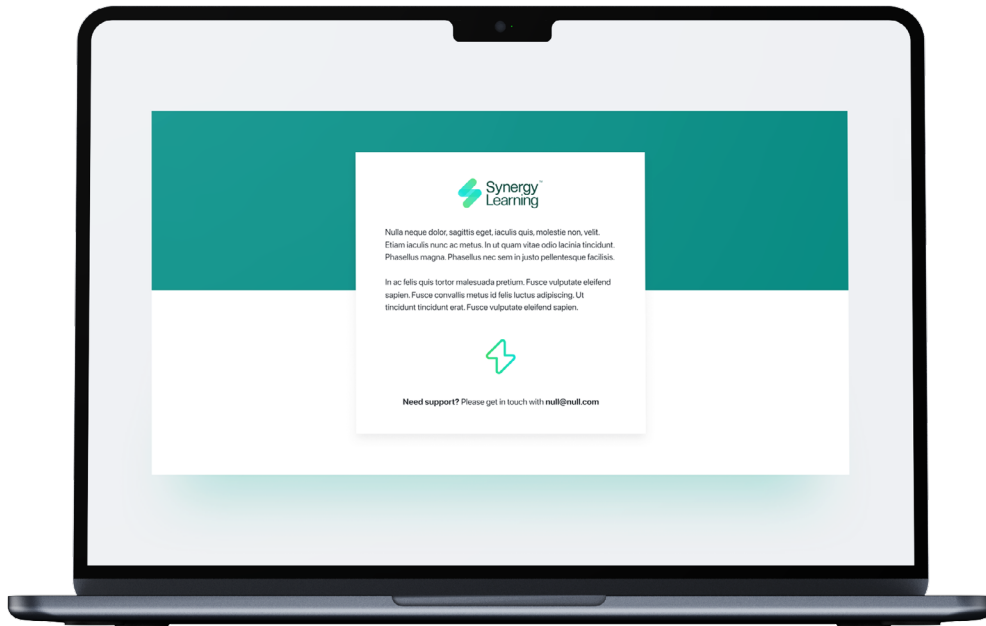 Synergy™
Learning
Nulla neque dolor, sagittis eget, iaculis quis, molestie non, velit.
Etiam iaculis nunc ac metus. In ut quam vitae odio lacinia tincidunt.
Phasellus magna. Phasellus nec sem in justo pellentesque facilisis.
In ac felis quis tortor malesuada pretium. Fusce vulputate eleifend
sapien. Fusce convallis metus id felis luctus adipiscing. Ut
tincidunt tincidunt erat. Fusce vulputate eleifend sapien.
Need support? Please get in touch with null@null.com